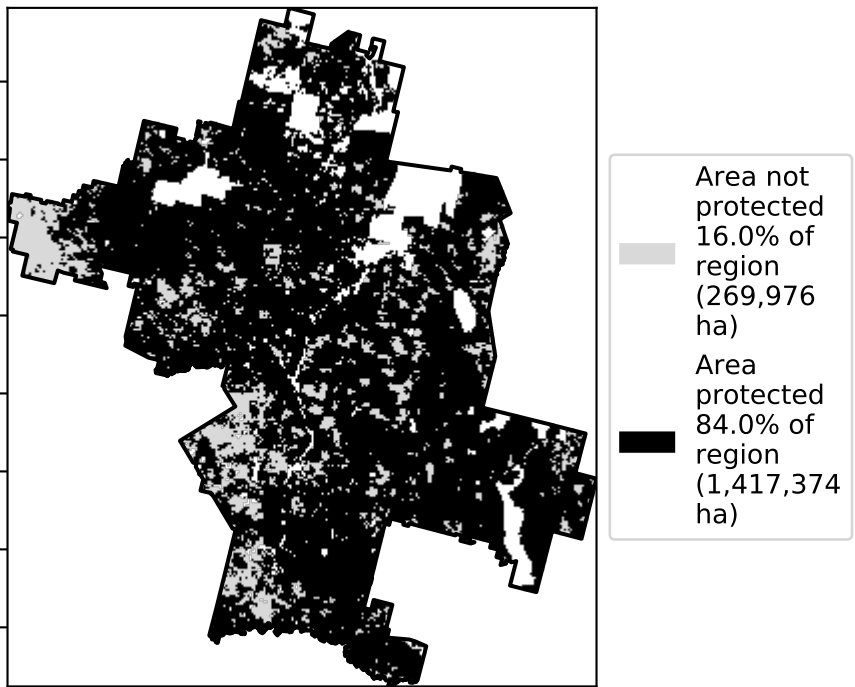 Area not
protected
16.0% of
region
(269,976
ha)
Area
protected
84.0% of
region
(1,417,374
ha)